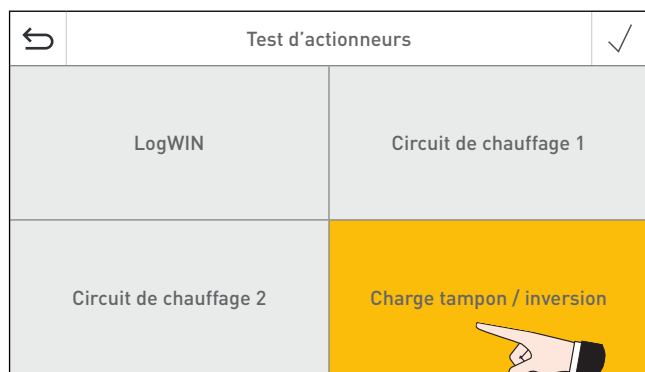 Test d'actionneurs
LogWIN
Circuit de chauffage 1
Circuit de chauffage 2
Charge tampon / inversion